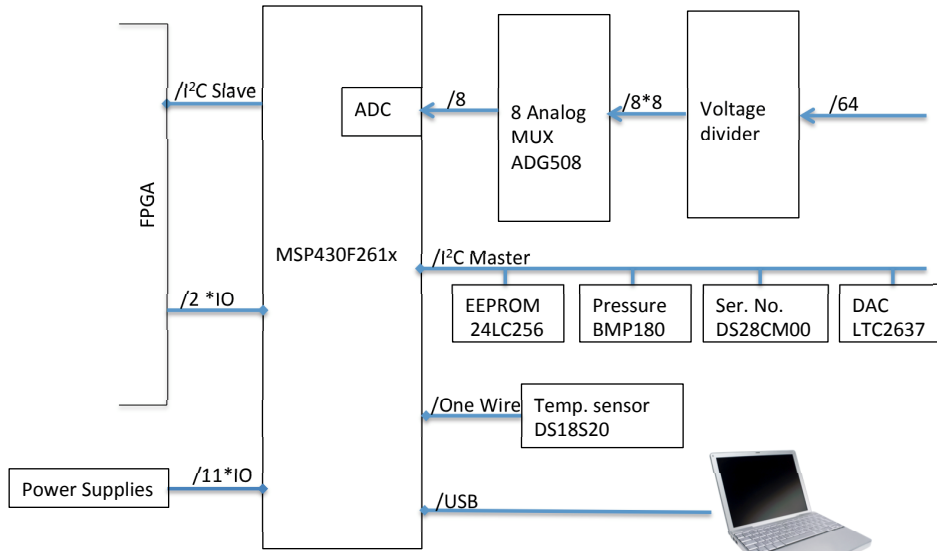 /I²C Slave
ADC
/8
8 Analog
MUX
ADG508
/8*8
Voltage
divider
/64
FPGA
MSP430F261x
/I²C Master
/2 *IO
EEPROM
24LC256
Pressure
BMP180
Ser. No.
DS28CM00
DAC
LTC2637
/One Wire
Temp. sensor
DS18S20
Power Supplies
/11*IO
/USB